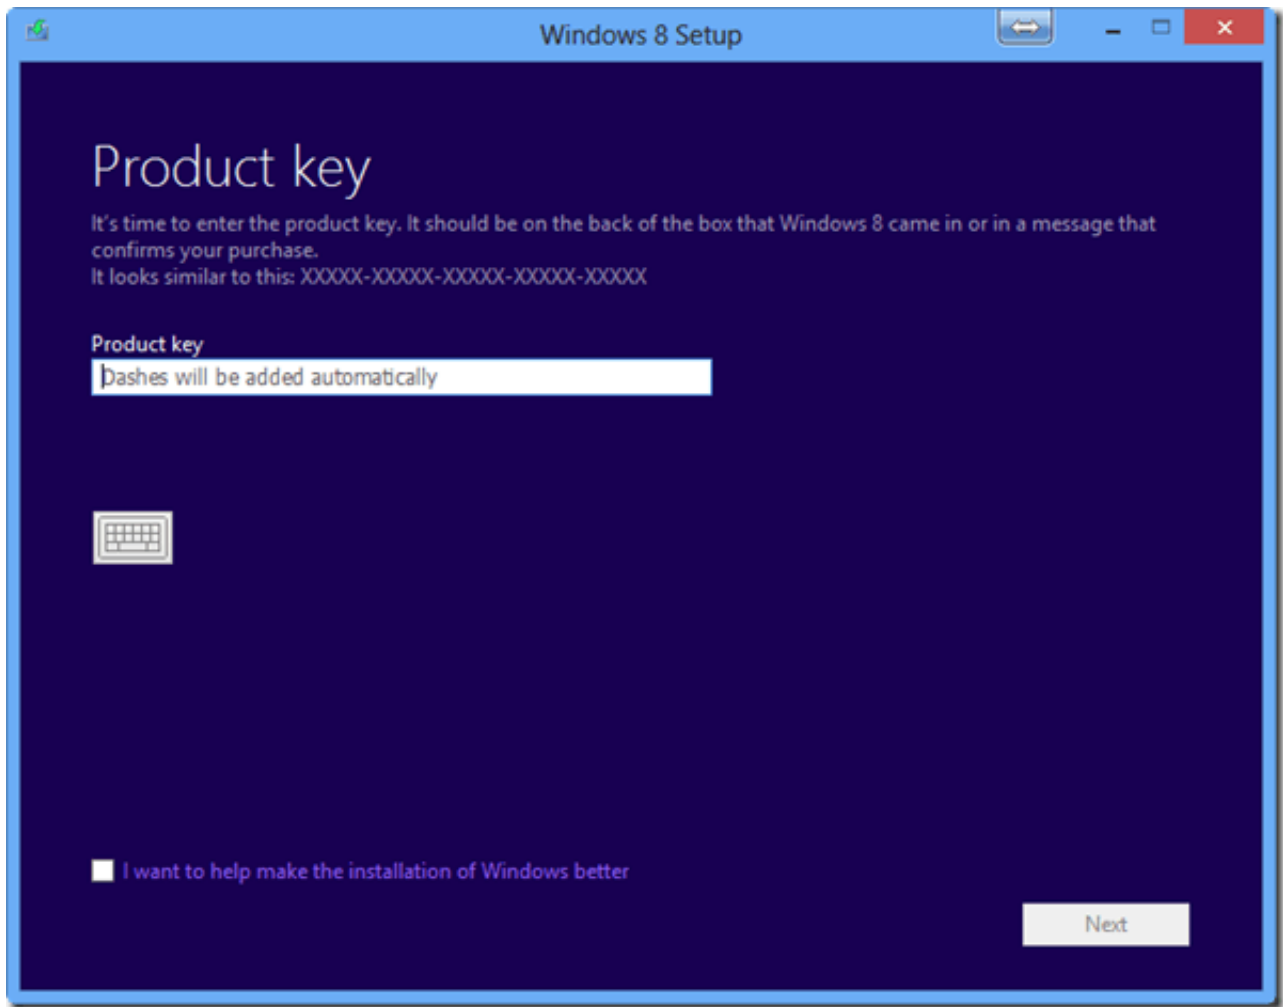 Windows 8 Setup
Product key
It's time to enter the product key. It should be on the back of the box that Windows 8 came in or in a message that
confirms your purchase.
It looks similar to this: XXXXX-XXXXX-XXXXX-XXXXX-XXXXX
Product key
Dashes will be added automatically
I want to help make the installation of Windows better
Next